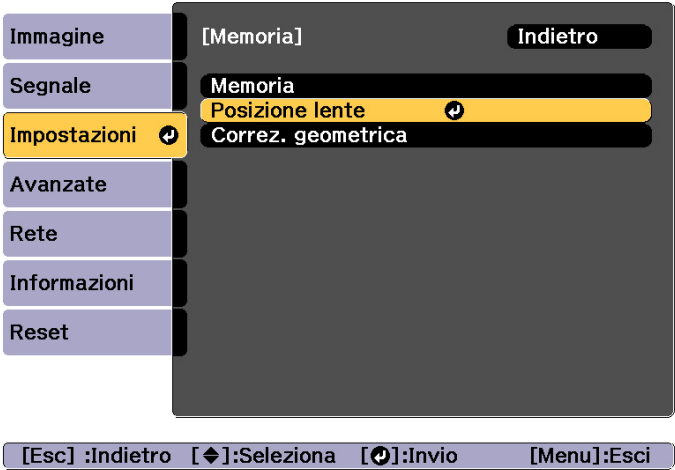 Immagine
Segnale
Impostazioni
Avanzate
Rete
Informazioni
Reset
[Memoria] Indietro
Memoria
Posizione lente
Correz. geometrica
[Esc] :Indietro [◆]:Seleziona [↵]:Invio [Menu]:Esci